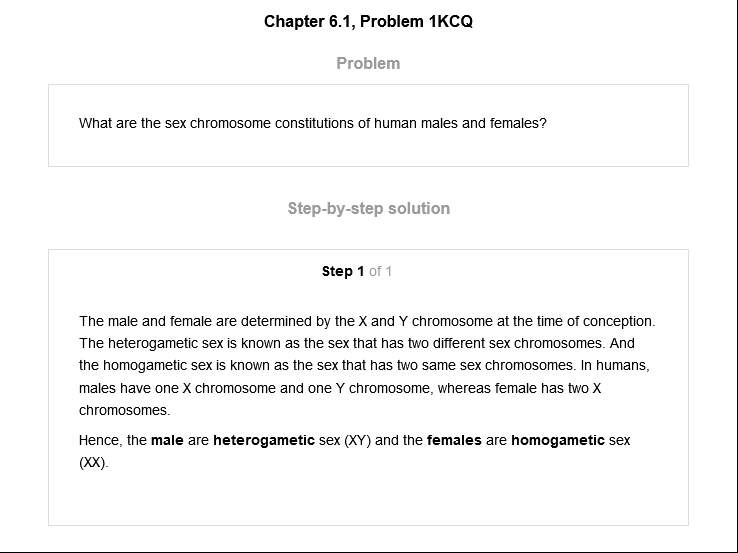 Chapter 6.1, Problem 1KCQ
Problem
What are the sex chromosome constitutions of human males and females?
Step-by-step solution
Step 1 of 1
The male and female are determined by the X and Y chromosome at the time of conception.
The heterogametic sex is known as the sex that has two different sex chromosomes. And
the homogametic sex is known as the sex that has two same sex chromosomes. In humans,
males have one X chromosome and one Y chromosome, whereas female has two X
chromosomes.
Hence, the male are heterogametic sex (XY) and the females are homogametic sex
(XX).